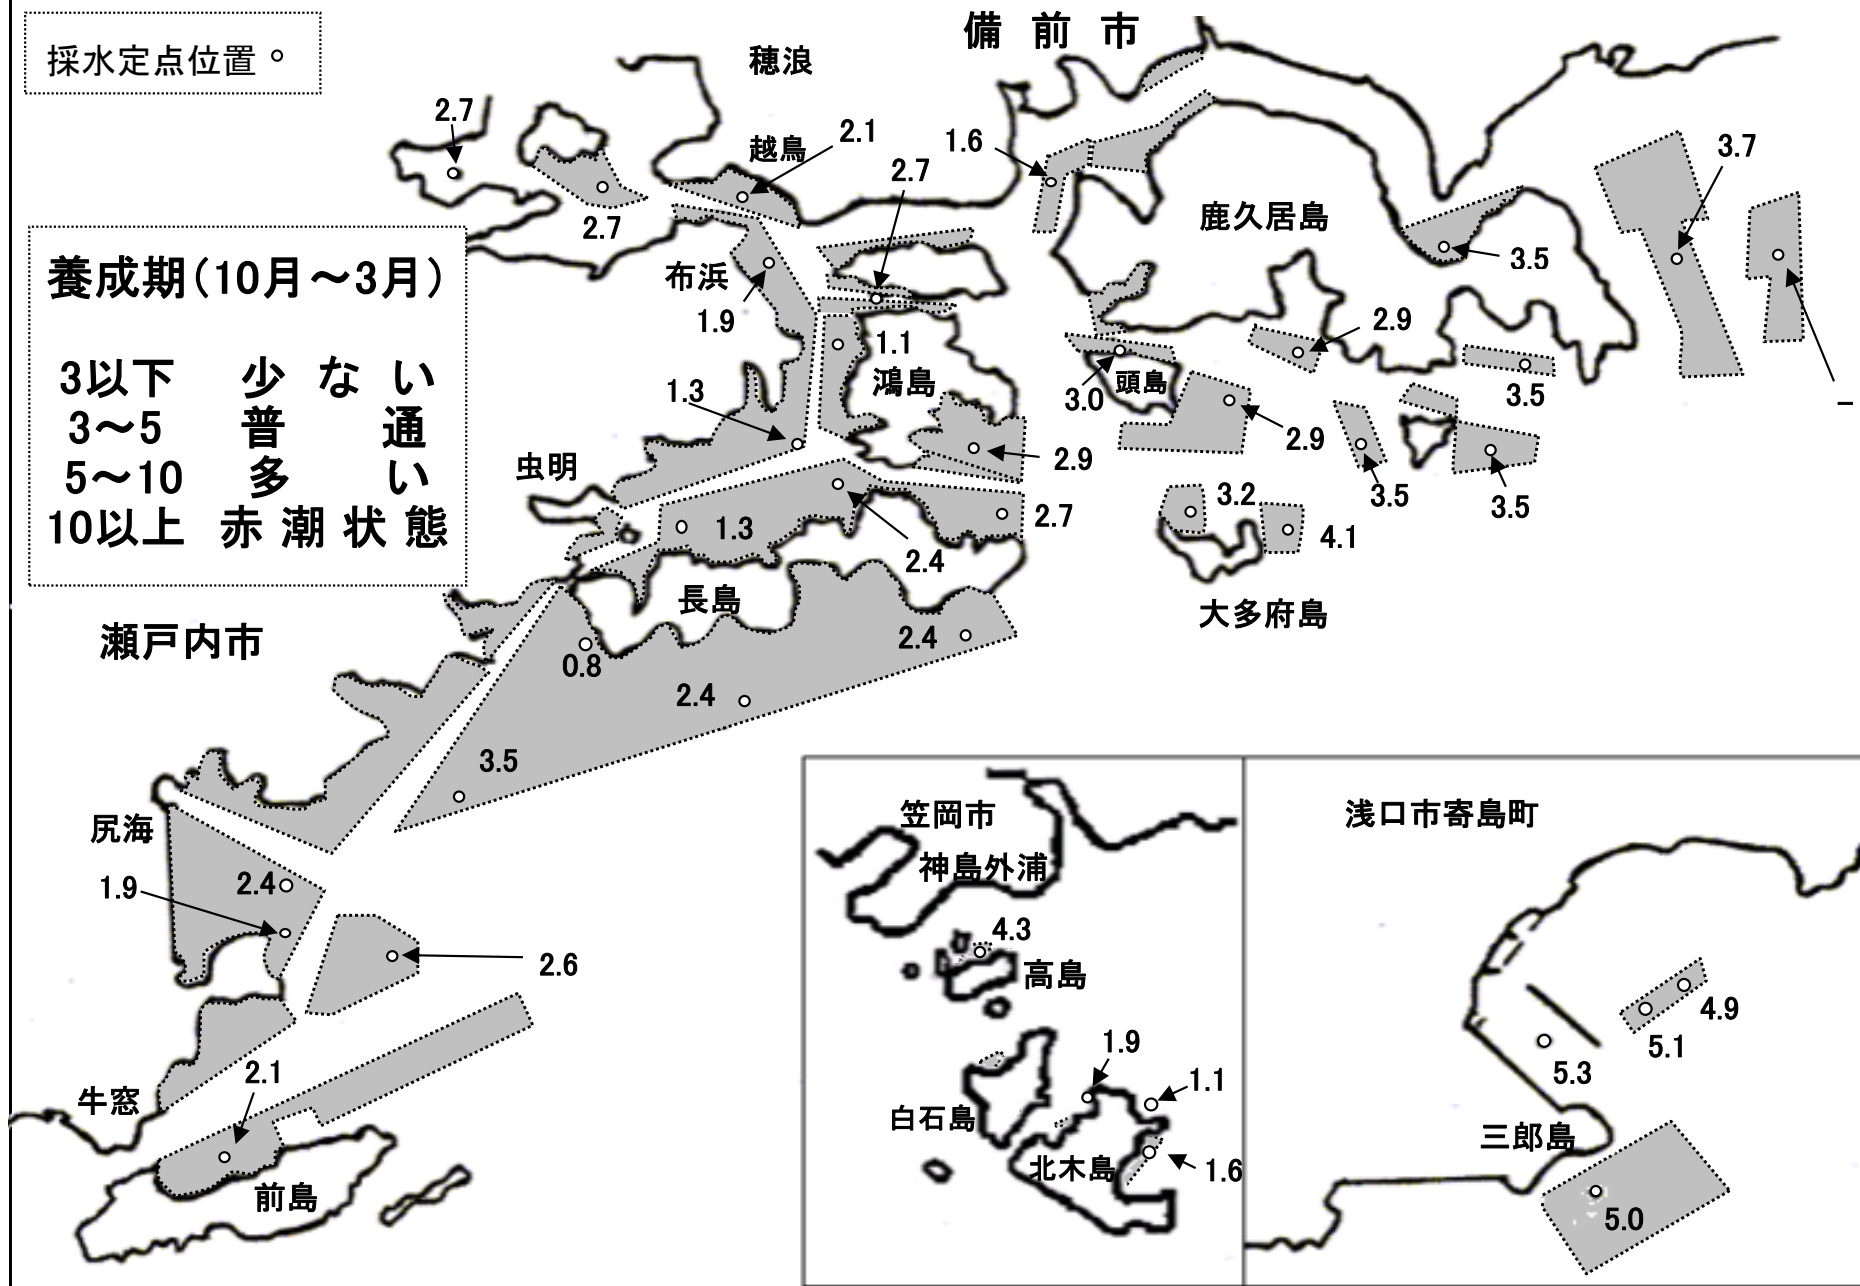 採水定点位置○
備前市
穂浪
2.7
越鳥
2.1
1.6
2.7
3.7
2.7
鹿久居島
3.5
養成期(10月～3月)
3以下 少ない
3～5 普通
5～10 多い
10以上 赤潮状態
布浜
1.9
1.1
鴻島
2.9
－
1.3
3.0
頭島
3.5
2.9
2.9
虫明
3.5
3.5
3.2
4.1
2.7
1.3
2.4
長島
大多府島
瀬戸内市
0.8
2.4
2.4
3.5
尻海
2.4
1.9
2.6
牛窓
2.1
前島
笠岡市
神島外浦
4.3
高島
1.9
1.1
白石島
北木島
1.6
浅口市寄島町
4.9
5.1
5.3
三郎島
5.0